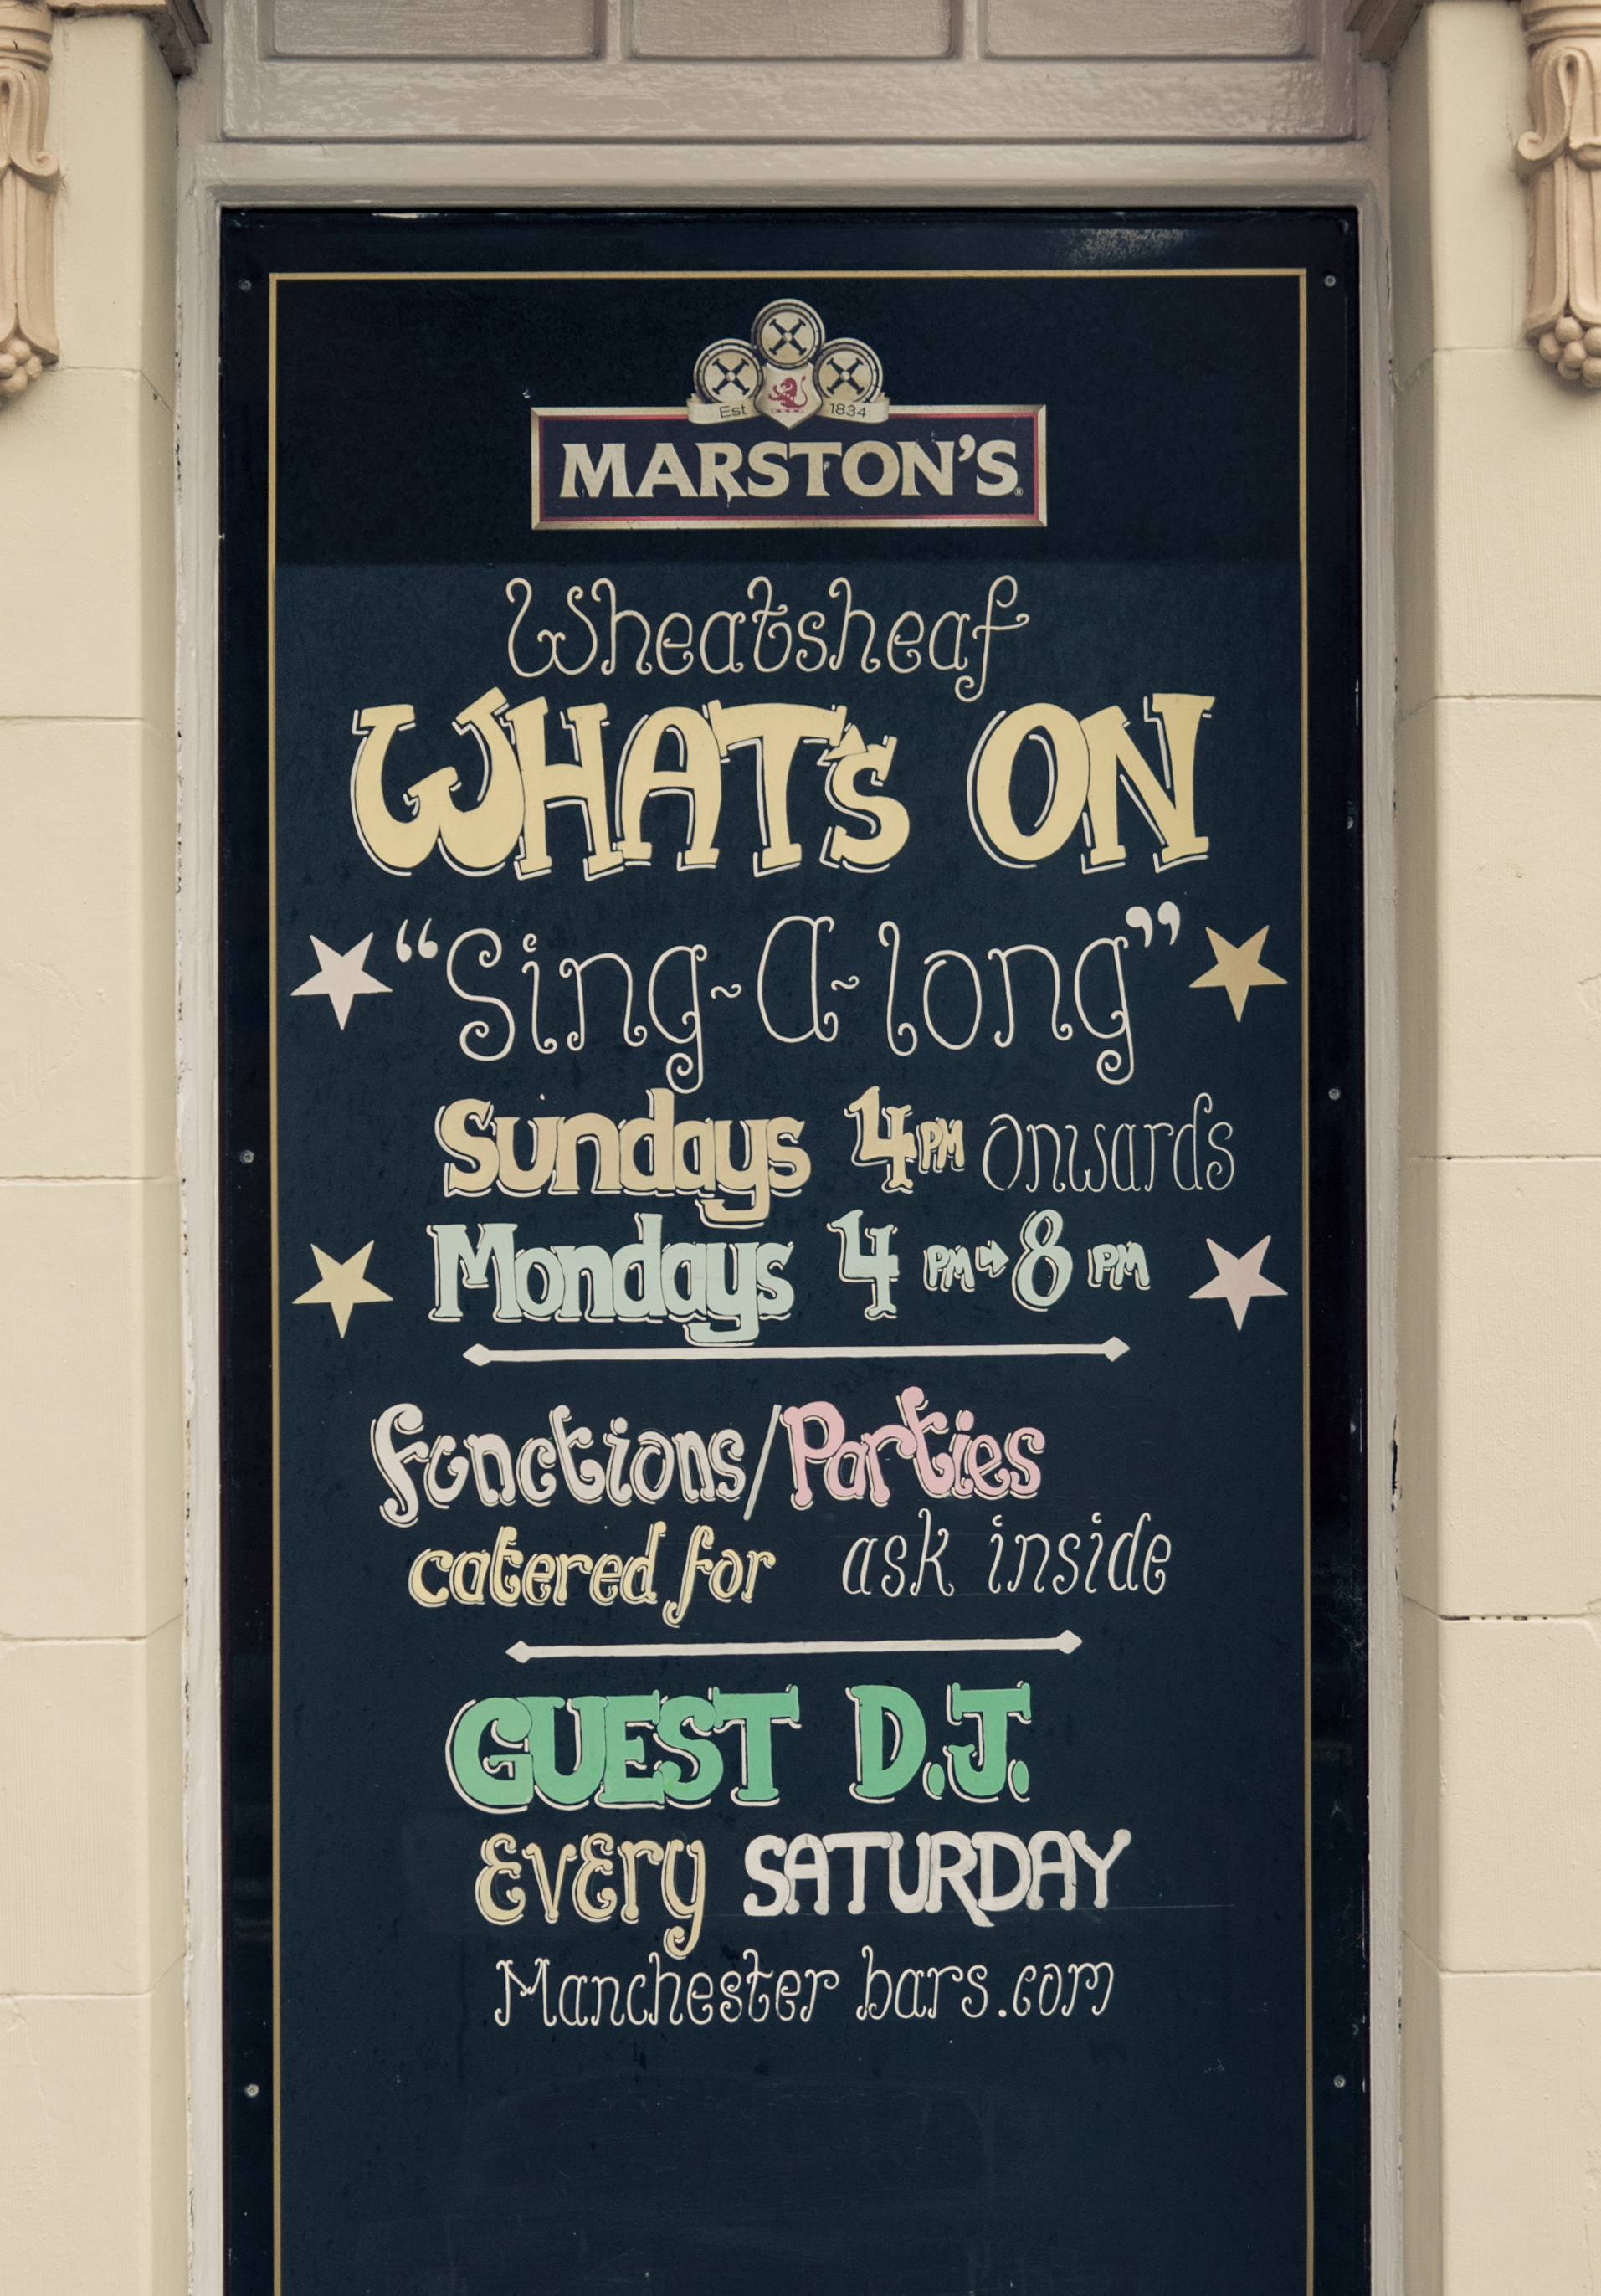 Est 1834
MARSTON'S®
Wheatsheaf
WHAT's ON
“Sing~A~long”
Sundays 4PM onwards
Mondays 4 PM➡8 PM
functions/Parties
catered for ask inside
GUEST D.J.
Every SATURDAY
Manchester bars.com